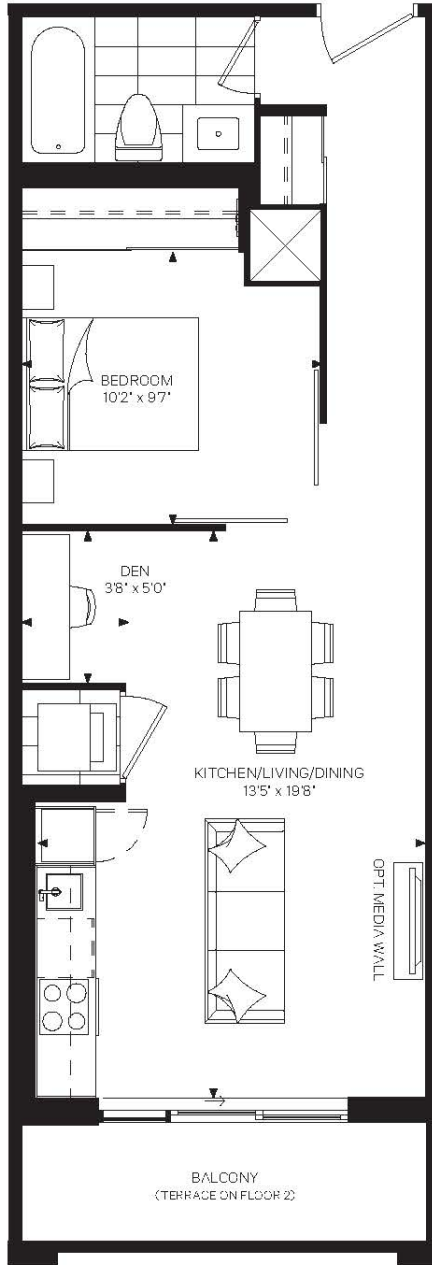 BEDROOM
10'2" x 9'7"
DEN
3'8" x 5'0"
KITCHEN/LIVING/DINING
13'5" x 19'8"
OPT. MEDIA WALL
BALCONY
(TERRACE ON FLOOR 2)